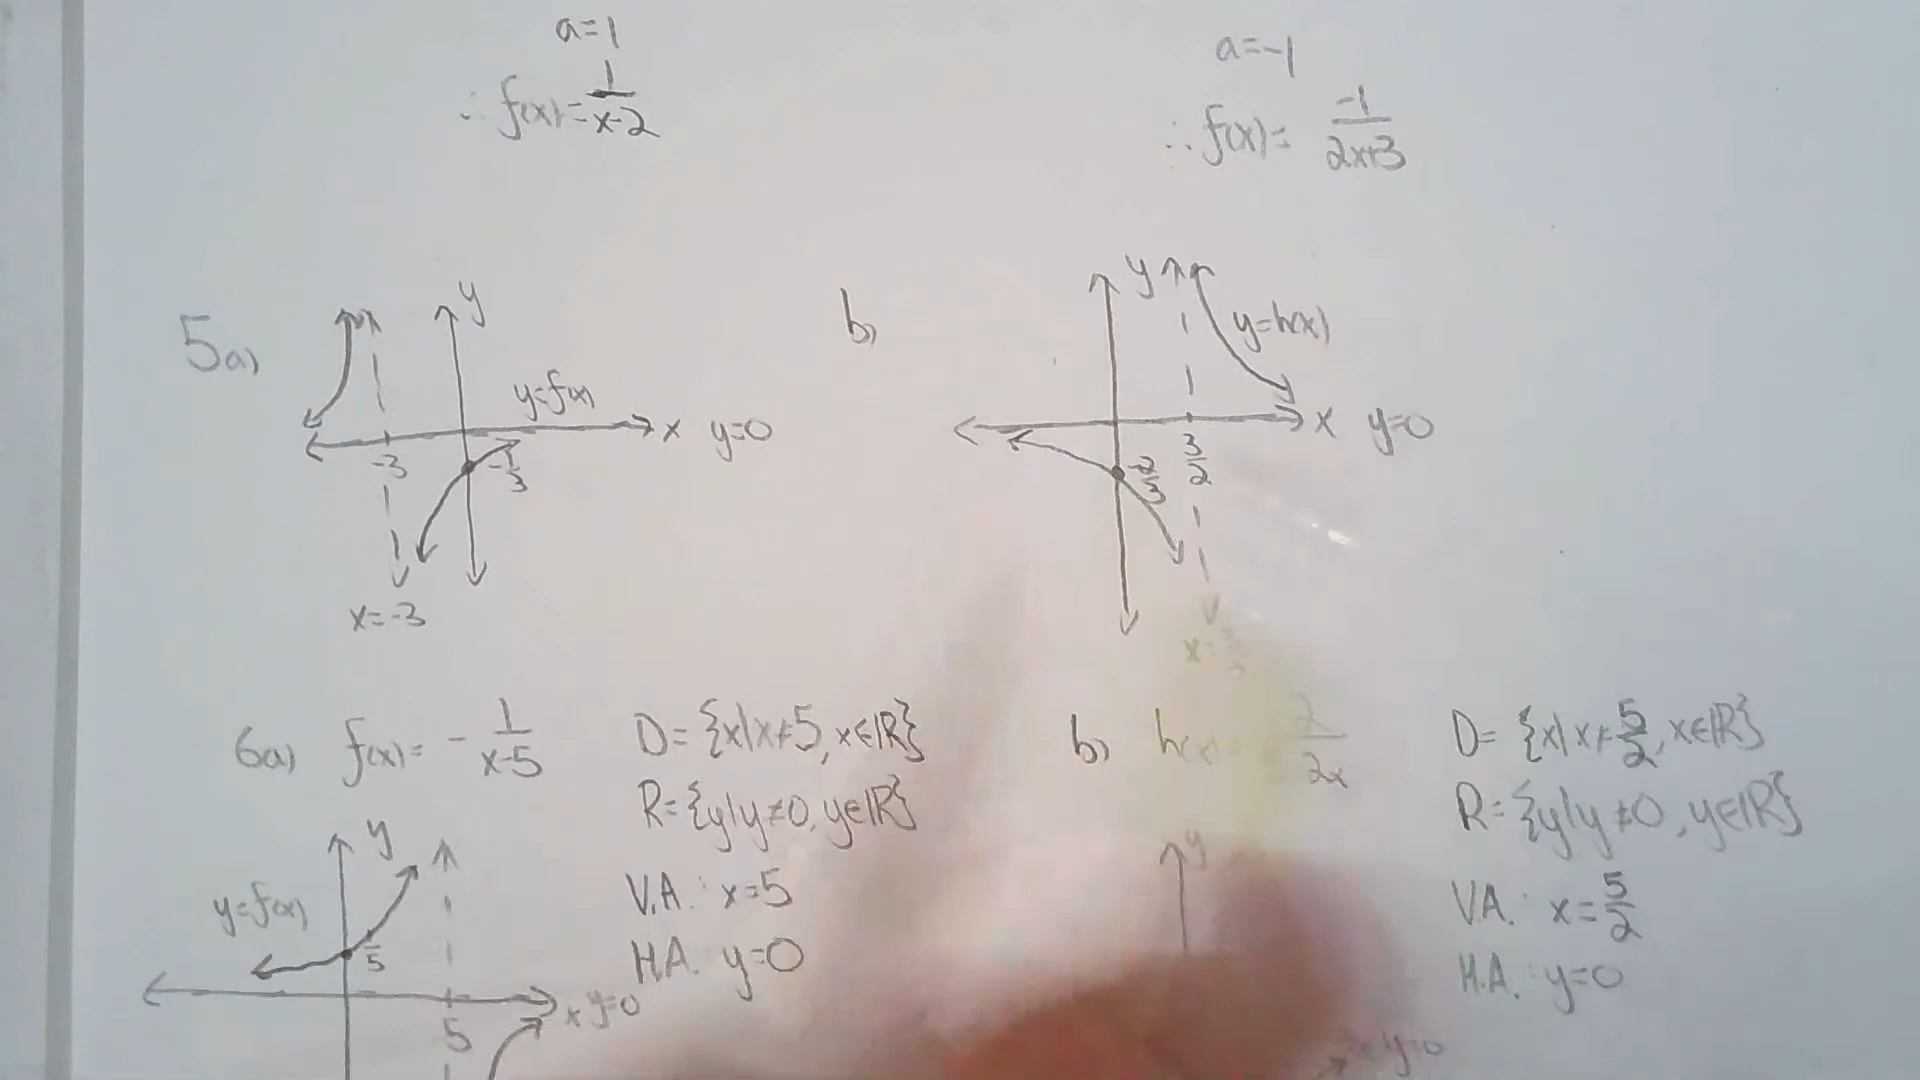 a=1
∴ f(x)= 1/(x-2)
a=-1
∴ f(x)= -1/(2x+3)
5a)
y
y=f(x)
x y=0
-3
-1/3
x=-3
b)
y
y=h(x)
x y=0
3/2
-2/3
6a) f(x)= - 1/(x-5)
D={x|x≠5, x∈R}
R={y|y≠0, y∈R}
V.A: x=5
H.A. y=0
y
y=f(x)
1/5
x y=0
5
b)
D= {x|x≠5/2, x∈R}
R={y|y≠0, y∈R}
V.A. x=5/2
H.A. : y=0
y
x y=0